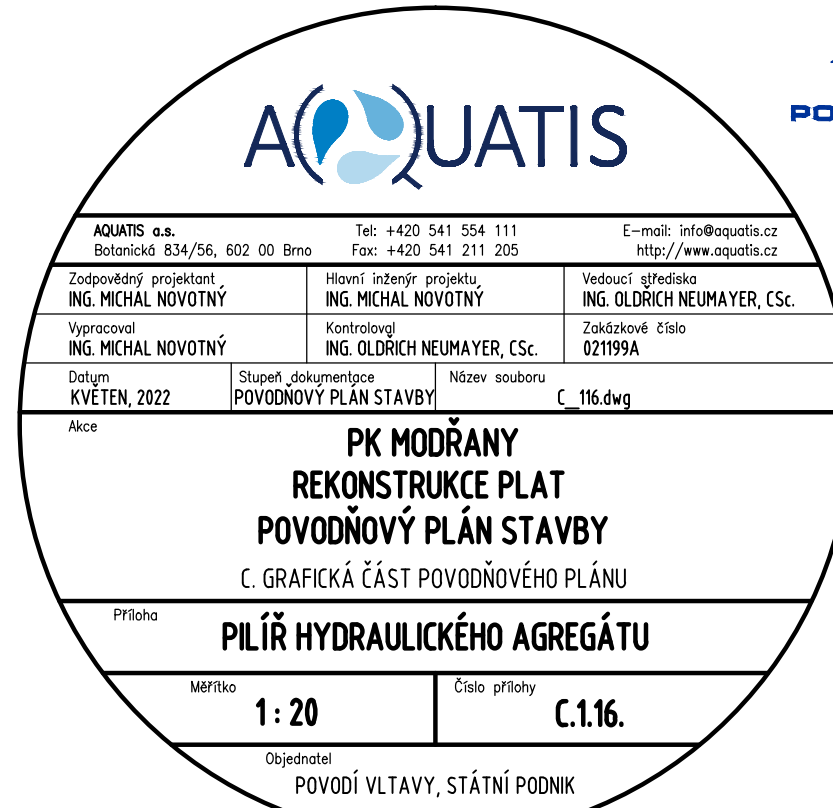 AQUATIS
PO
AQUATIS a.s. Tel: +420 541 554 111 E-mail: info@aquatis.cz
Botanická 834/56, 602 00 Brno Fax: +420 541 211 205 http://www.aquatis.cz
Zodpovědný projektant Hlavní inženýr projektu Vedoucí střediska
ING. MICHAL NOVOTNÝ ING. MICHAL NOVOTNÝ ING. OLDŘICH NEUMAYER, CSc.
Vypracoval Kontroloval Zakázkové číslo
ING. MICHAL NOVOTNÝ ING. OLDŘICH NEUMAYER, CSc. 021199A
Datum Stupeň dokumentace Název souboru
KVĚTEN, 2022 POVODŇOVÝ PLÁN STAVBY C_116.dwg
Akce
PK MODŘANY
REKONSTRUKCE PLAT
POVODŇOVÝ PLÁN STAVBY
C. GRAFICKÁ ČÁST POVODŇOVÉHO PLÁNU
Příloha
PILÍŘ HYDRAULICKÉHO AGREGÁTU
Měřítko Číslo přílohy
1 : 20 C.1.16.
Objednatel
POVODÍ VLTAVY, STÁTNÍ PODNIK